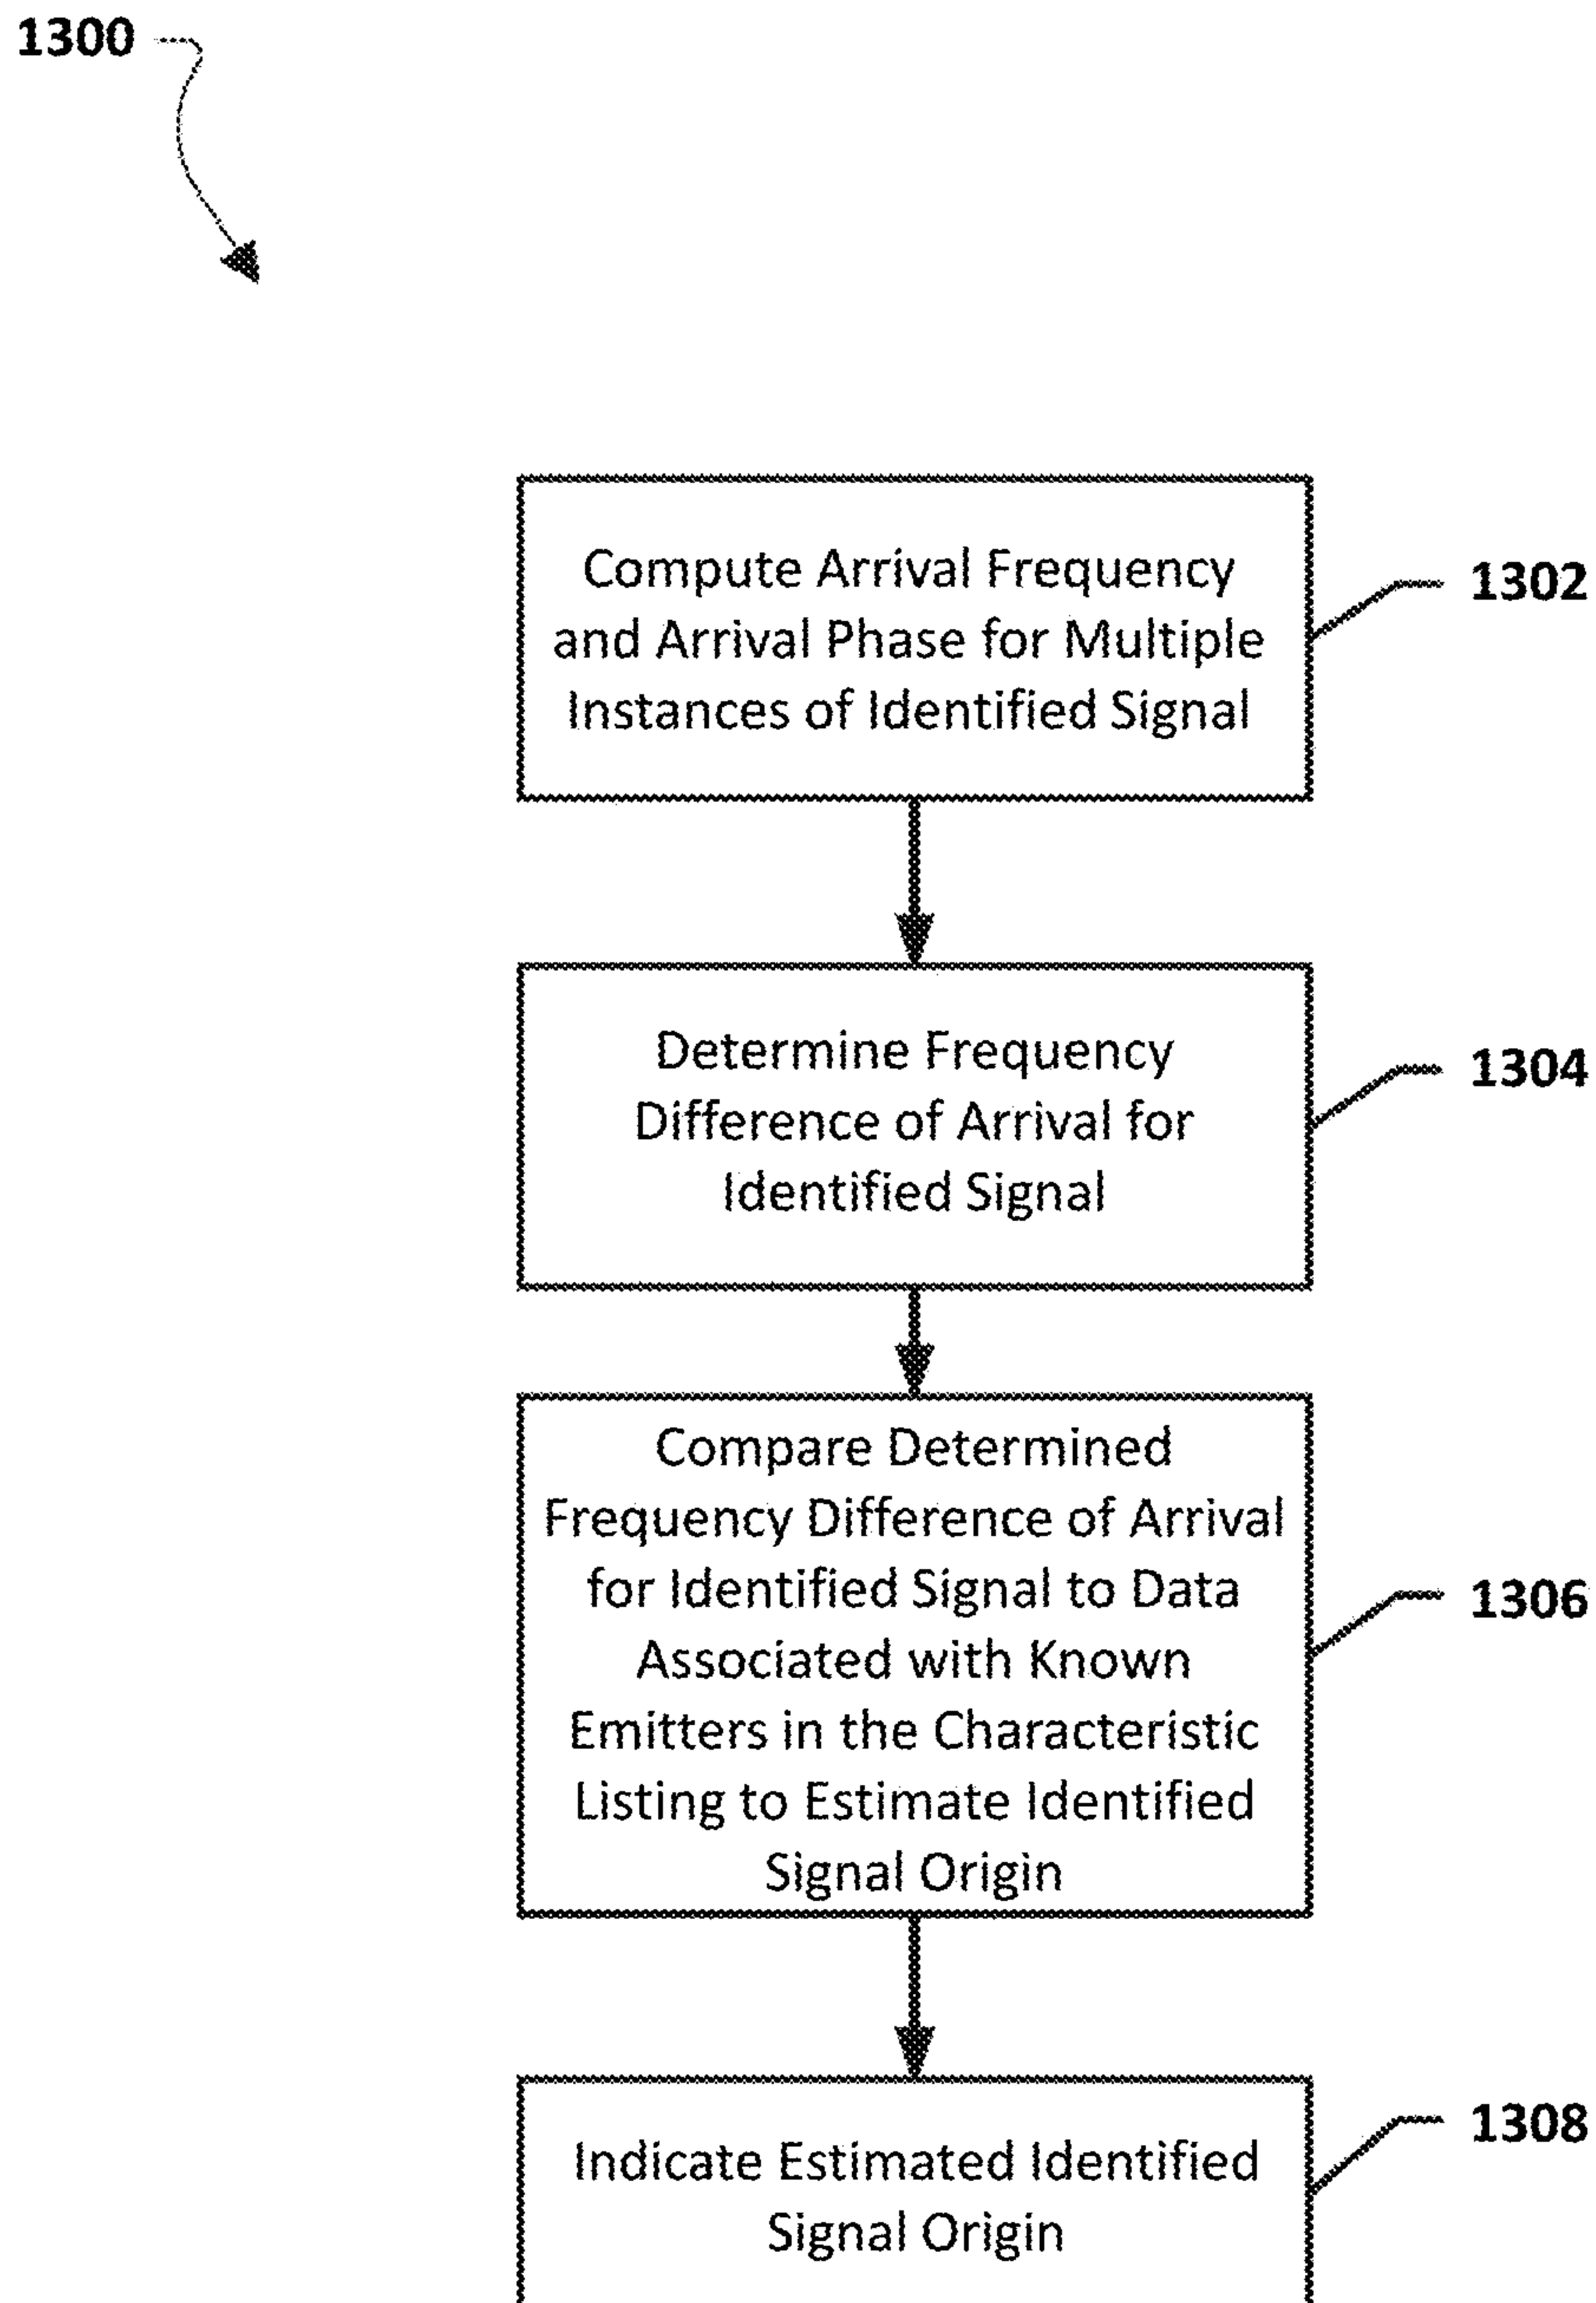 1300
Compute Arrival Frequency
and Arrival Phase for Multiple
Instances of Identified Signal
1302
Determine Frequency
Difference of Arrival for
Identified Signal
1304
Compare Determined
Frequency Difference of Arrival
for Identified Signal to Data
Associated with Known
Emitters in the Characteristic
Listing to Estimate Identified
Signal Origin
1306
Indicate Estimated Identified
Signal Origin
1308